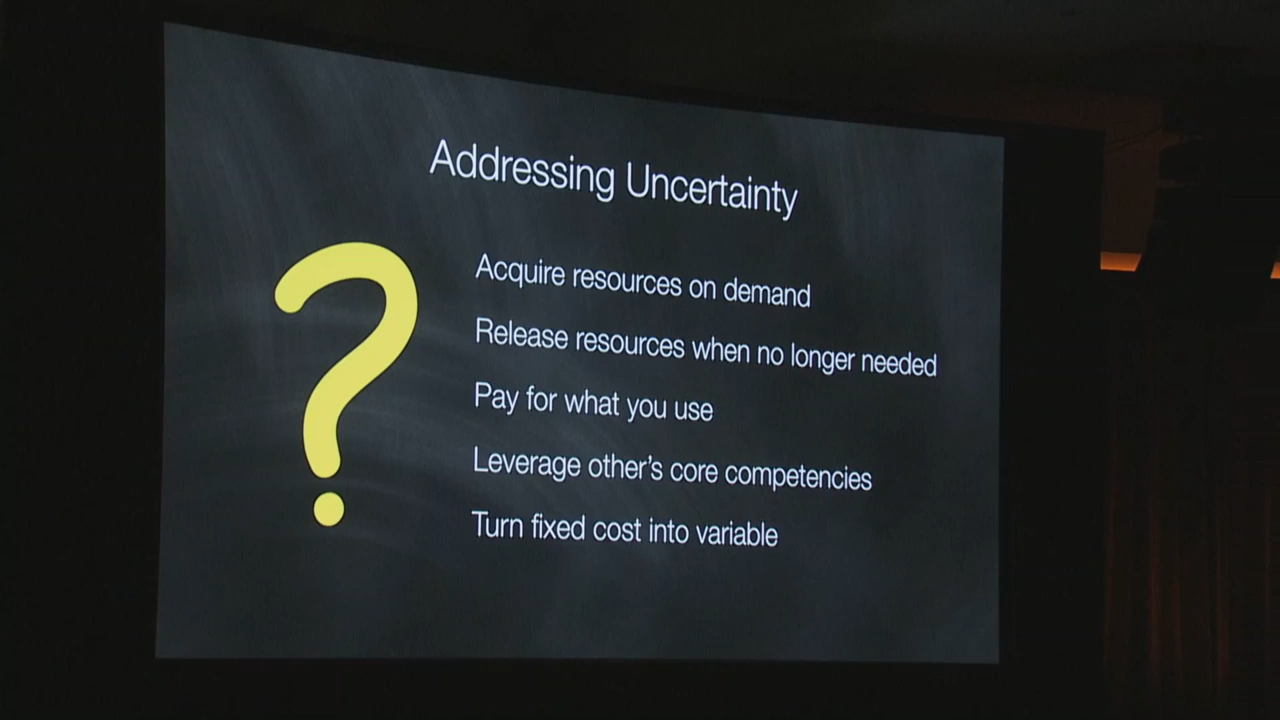 Addressing Uncertainty
?
Acquire resources on demand
Release resources when no longer needed
Pay for what you use
Leverage other's core competencies
Turn fixed cost into variable